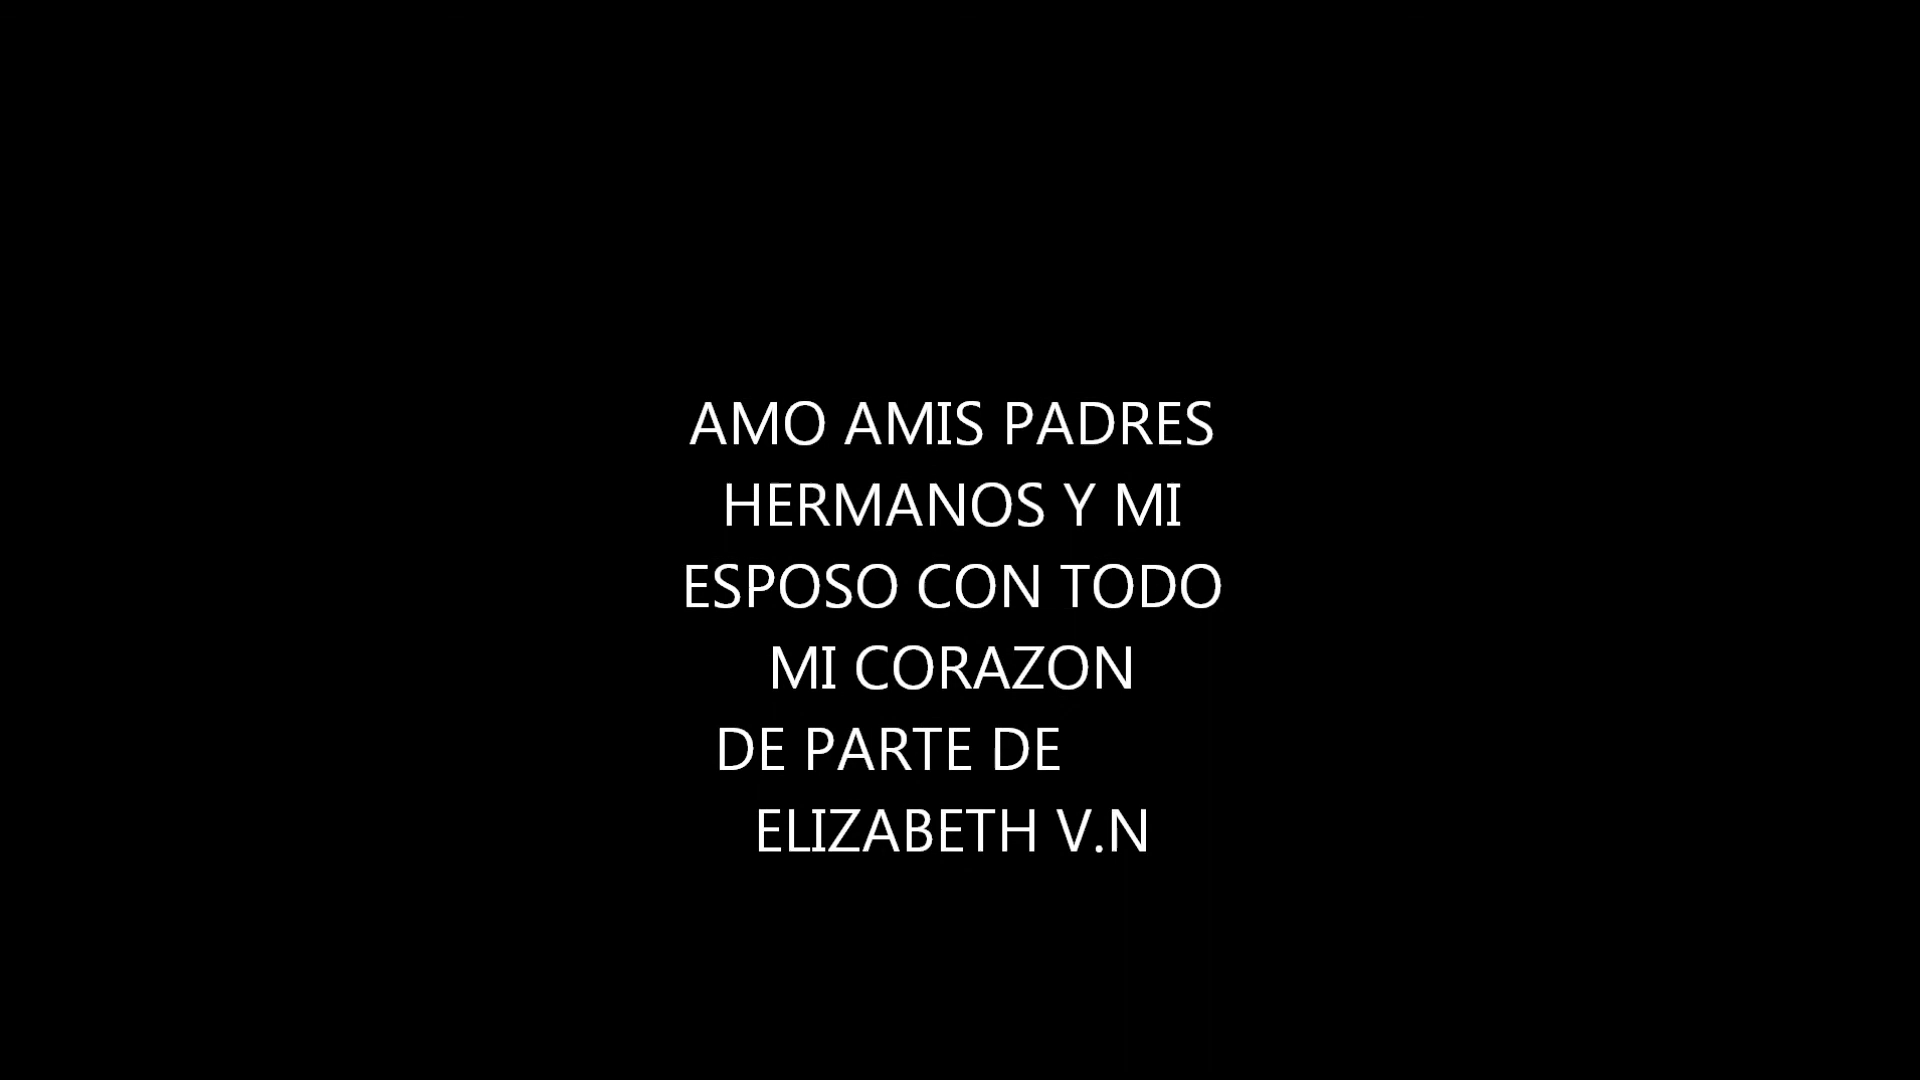 AMO AMIS PADRES
HERMANOS Y MI
ESPOSO CON TODO
MI CORAZON
DE PARTE DE
ELIZABETH V.N